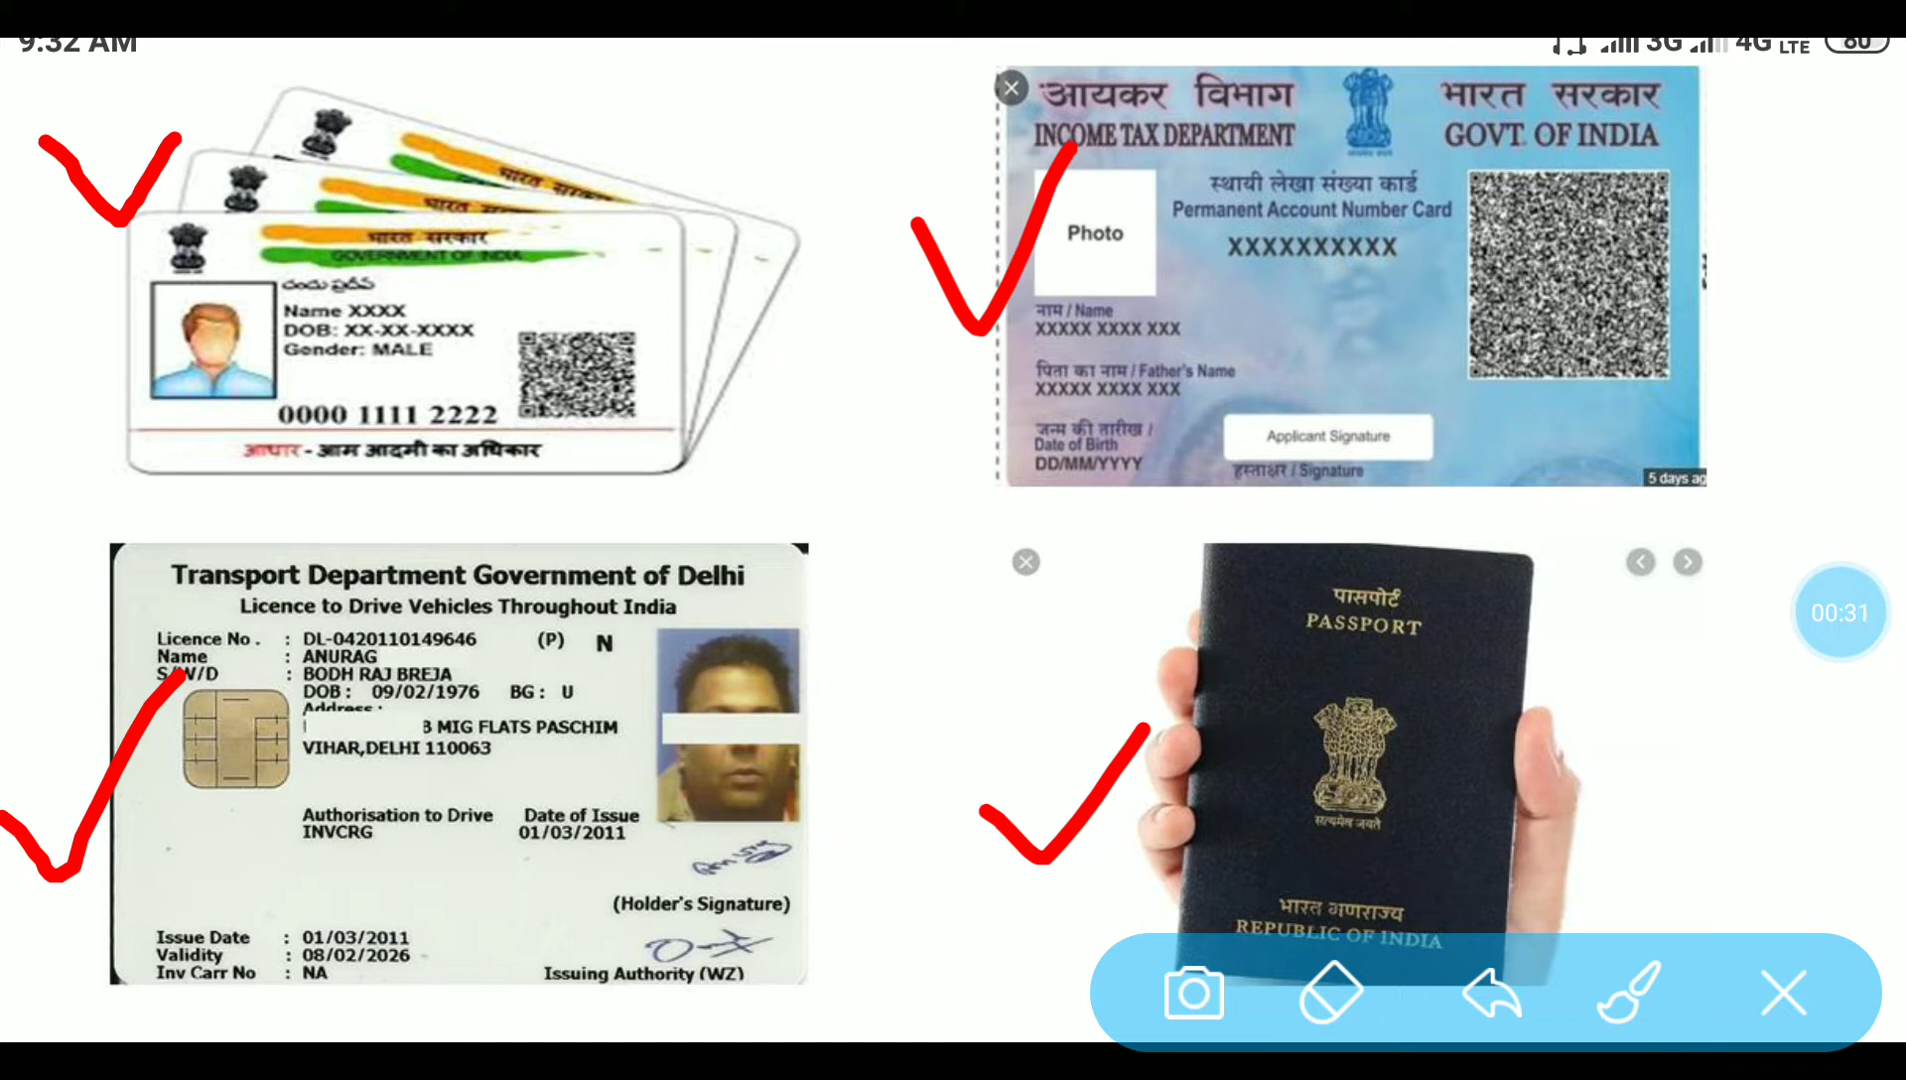 9:32 AM
3G 4G LTE 80
भारत सरकार
भारत सरकार
भारत सरकार
GOVERNMENT OF INDIA
Name XXXX
DOB: XX-XX-XXXX
Gender: MALE
0000 1111 2222
आधार - आम आदमी का अधिकार
आयकर विभाग
भारत सरकार
INCOME TAX DEPARTMENT
GOVT. OF INDIA
स्थायी लेखा संख्या कार्ड
Permanent Account Number Card
XXXXXXXXXX
Photo
नाम / Name
XXXXX XXXX XXX
पिता का नाम / Father's Name
XXXXX XXXX XXX
जन्म की तारीख /
Date of Birth
DD/MM/YYYY
Applicant Signature
हस्ताक्षर / Signature
5 days ag
Transport Department Government of Delhi
Licence to Drive Vehicles Throughout India
Licence No. : DL-0420110149646 (P) N
Name : ANURAG
S/W/D : BODH RAJ BREJA
DOB : 09/02/1976 BG : U
Address :
MIG FLATS PASCHIM
VIHAR,DELHI 110063
Authorisation to Drive Date of Issue
INVCRG 01/03/2011
(Holder's Signature)
Issue Date : 01/03/2011
Validity : 08/02/2026
Inv Carr No : NA
Issuing Authority (WZ)
पासपोर्ट
PASSPORT
सत्यमेव जयते
भारत गणराज्य
REPUBLIC OF INDIA
00:31